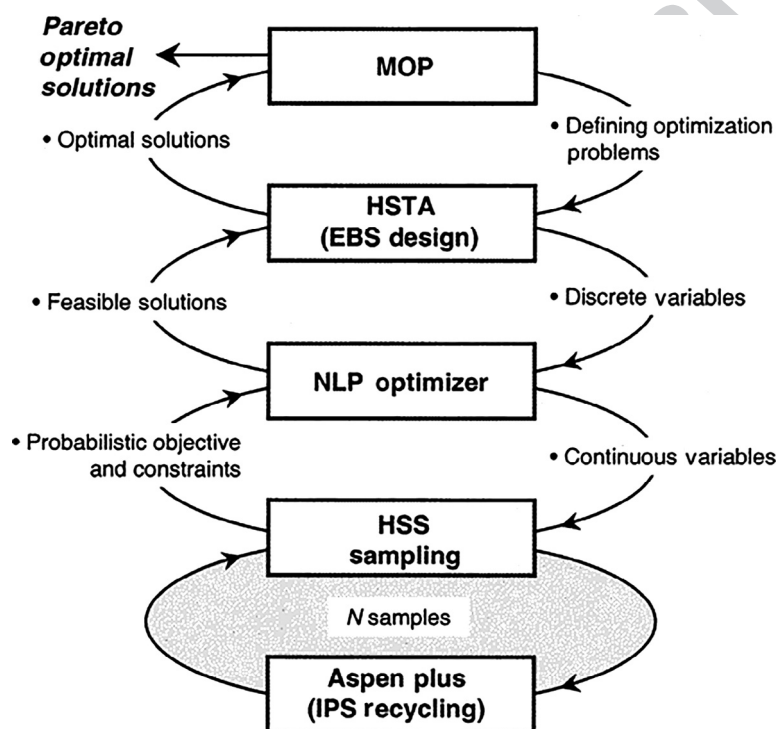 Pareto
optimal
solutions
MOP
• Optimal solutions
• Defining optimization
problems
HSTA
(EBS design)
• Feasible solutions
• Discrete variables
NLP optimizer
• Probabilistic objective
and constraints
• Continuous variables
HSS
sampling
N samples
Aspen plus
(IPS recycling)